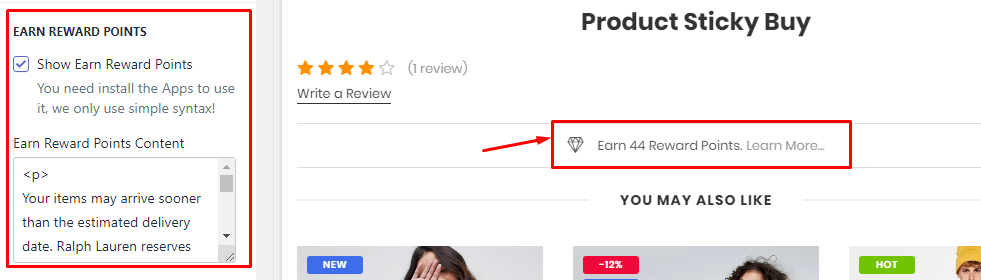 EARN REWARD POINTS
Show Earn Reward Points
You need install the Apps to use
it, we only use simple syntax!
Earn Reward Points Content
<p>
Your items may arrive sooner
than the estimated delivery
date. Ralph Lauren reserves
Product Sticky Buy
(1 review)
Write a Review
Earn 44 Reward Points. Learn More...
YOU MAY ALSO LIKE
NEW
-12%
HOT